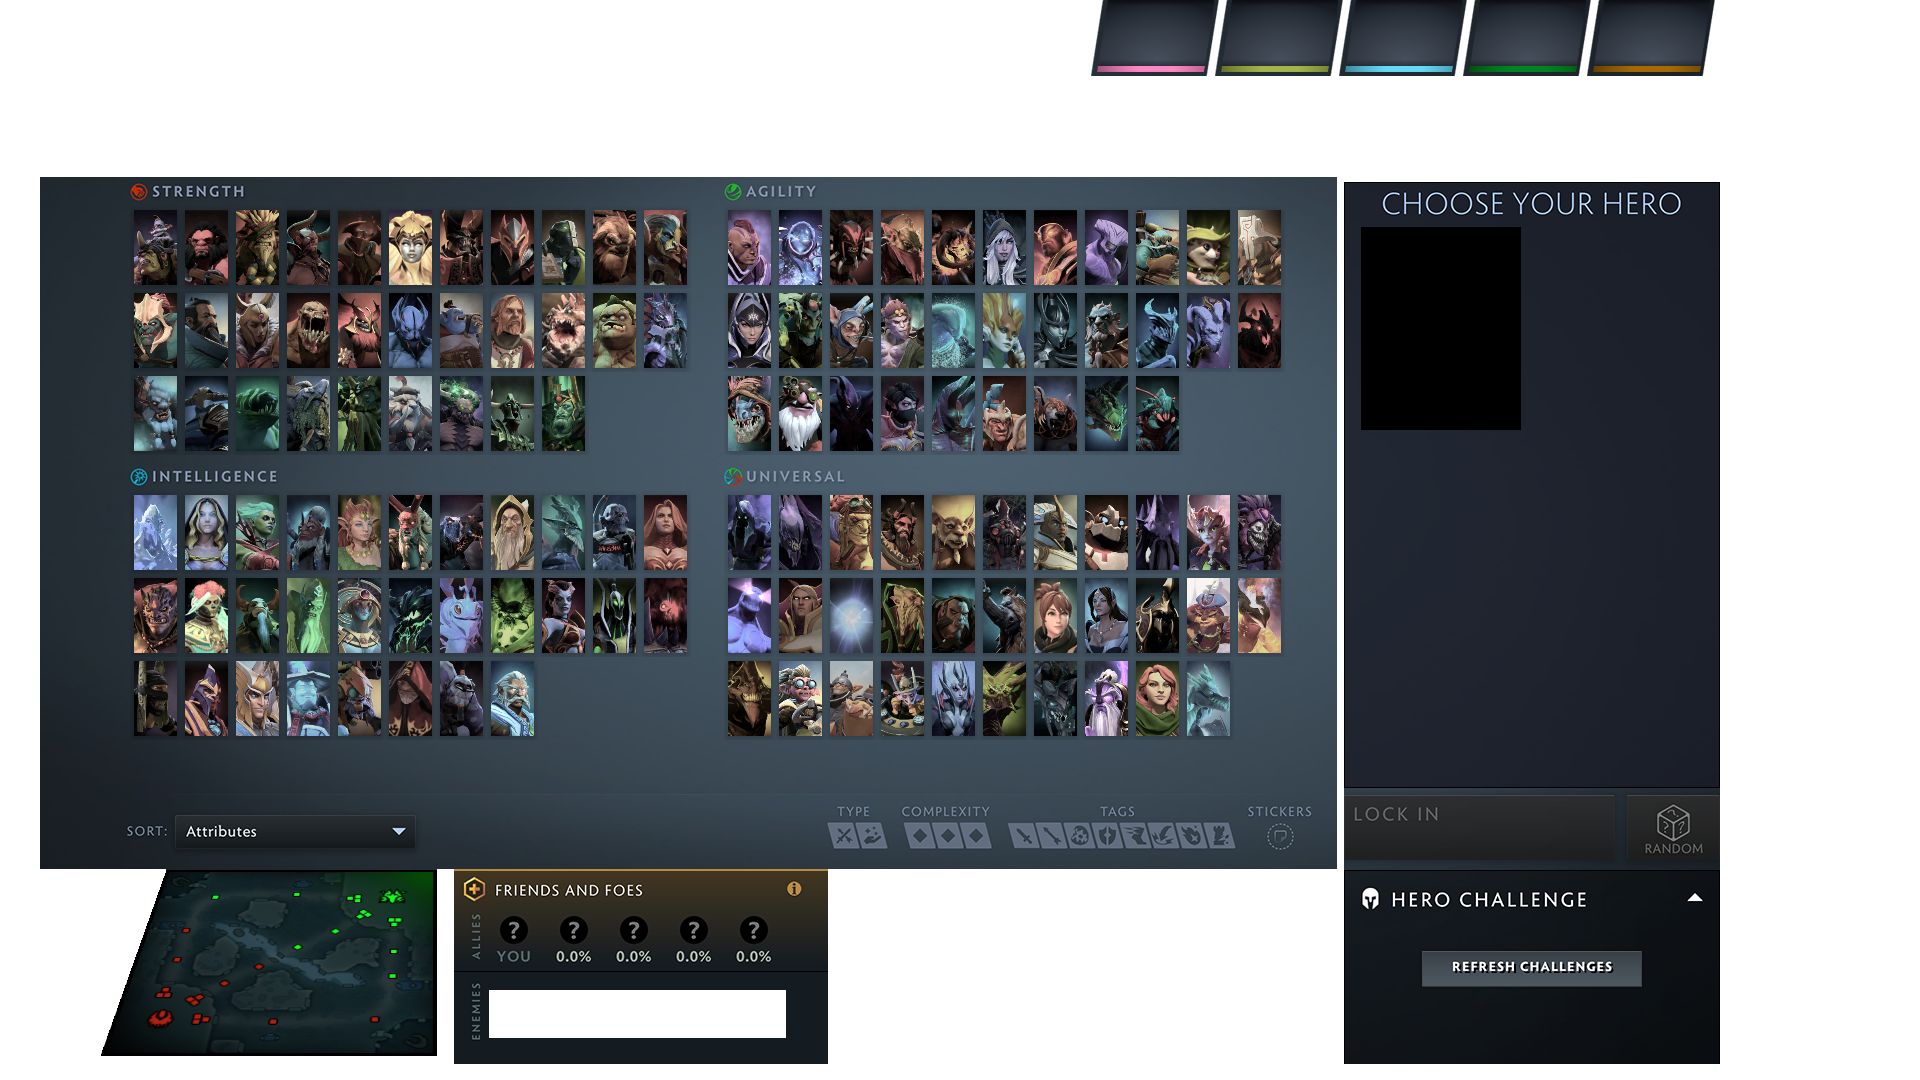 STRENGTH
AGILITY
CHOOSE YOUR HERO
INTELLIGENCE
UNIVERSAL
SORT: Attributes
TYPE
COMPLEXITY
TAGS
STICKERS
LOCK IN
RANDOM
FRIENDS AND FOES
ALLIES
? ? ? ? ?
YOU 0.0% 0.0% 0.0% 0.0%
ENEMIES
HERO CHALLENGE
REFRESH CHALLENGES